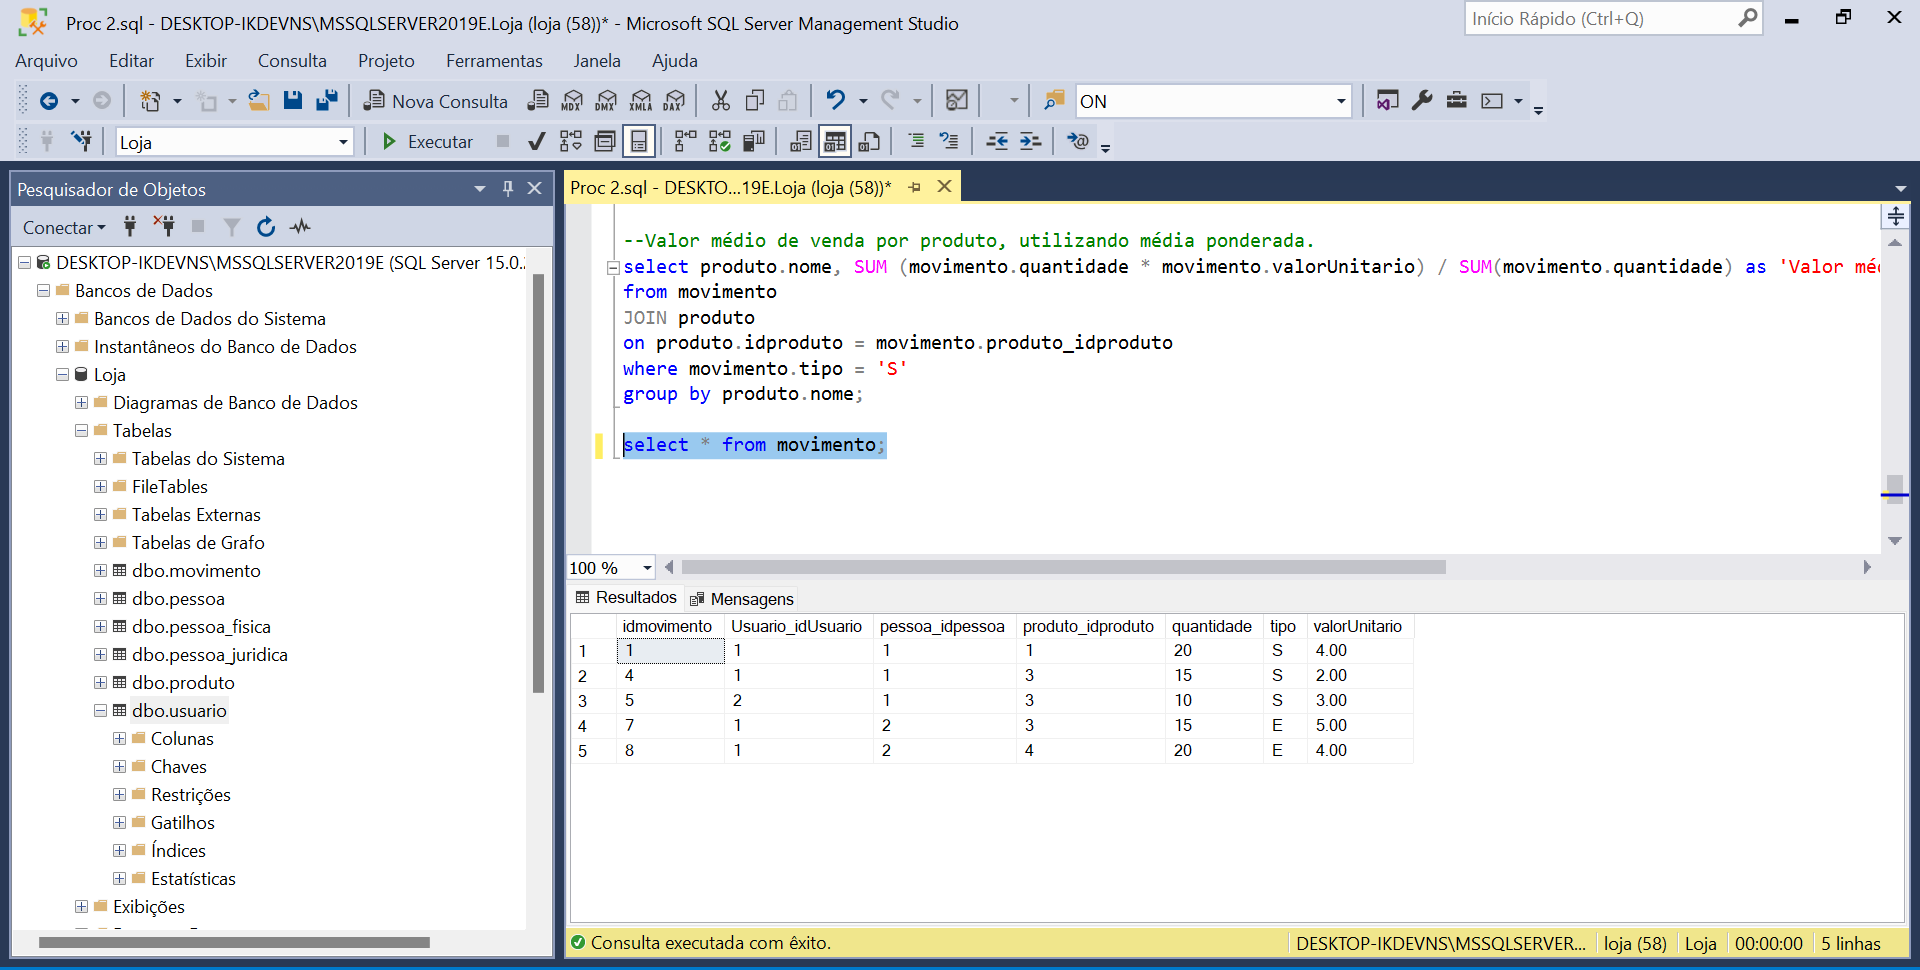 Proc 2.sql - DESKTOP-IKDEVNS\MSSQLSERVER2019E.Loja (loja (58))* - Microsoft SQL Server Management Studio
Início Rápido (Ctrl+Q)
Arquivo Editar Exibir Consulta Projeto Ferramentas Janela Ajuda
Nova Consulta MDX DMX XMLA DAX ON
Loja Executar
Pesquisador de Objetos
Conectar
DESKTOP-IKDEVNS\MSSQLSERVER2019E (SQL Server 15.0.
Bancos de Dados
Bancos de Dados do Sistema
Instantâneos do Banco de Dados
Loja
Diagramas de Banco de Dados
Tabelas
Tabelas do Sistema
FileTables
Tabelas Externas
Tabelas de Grafo
dbo.movimento
dbo.pessoa
dbo.pessoa_fisica
dbo.pessoa_juridica
dbo.produto
dbo.usuario
Colunas
Chaves
Restrições
Gatilhos
Índices
Estatísticas
Exibições
Proc 2.sql - DESKTO...19E.Loja (loja (58))*
--Valor médio de venda por produto, utilizando média ponderada.
select produto.nome, SUM (movimento.quantidade * movimento.valorUnitario) / SUM(movimento.quantidade) as 'Valor mé
from movimento
JOIN produto
on produto.idproduto = movimento.produto_idproduto
where movimento.tipo = 'S'
group by produto.nome;
select * from movimento;
100 %
Resultados Mensagens
idmovimento Usuario_idUsuario pessoa_idpessoa produto_idproduto quantidade tipo valorUnitario
1 1 1 1 1 20 S 4.00
2 4 1 1 3 15 S 2.00
3 5 2 1 3 10 S 3.00
4 7 1 2 3 15 E 5.00
5 8 1 2 4 20 E 4.00
Consulta executada com êxito.
DESKTOP-IKDEVNS\MSSQLSERVER... loja (58) Loja 00:00:00 5 linhas